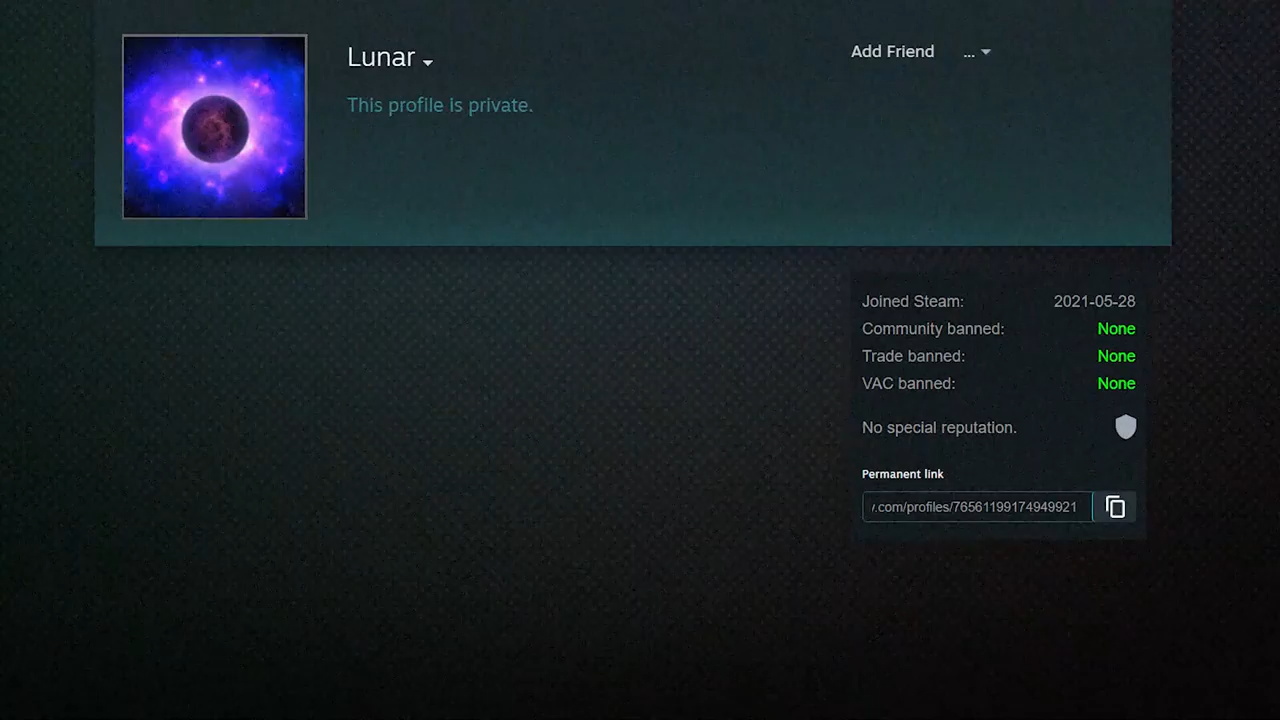 Lunar
Add Friend ...
This profile is private.
Joined Steam: 2021-05-28
Community banned: None
Trade banned: None
VAC banned: None
No special reputation.
Permanent link
.com/profiles/76561199174949921